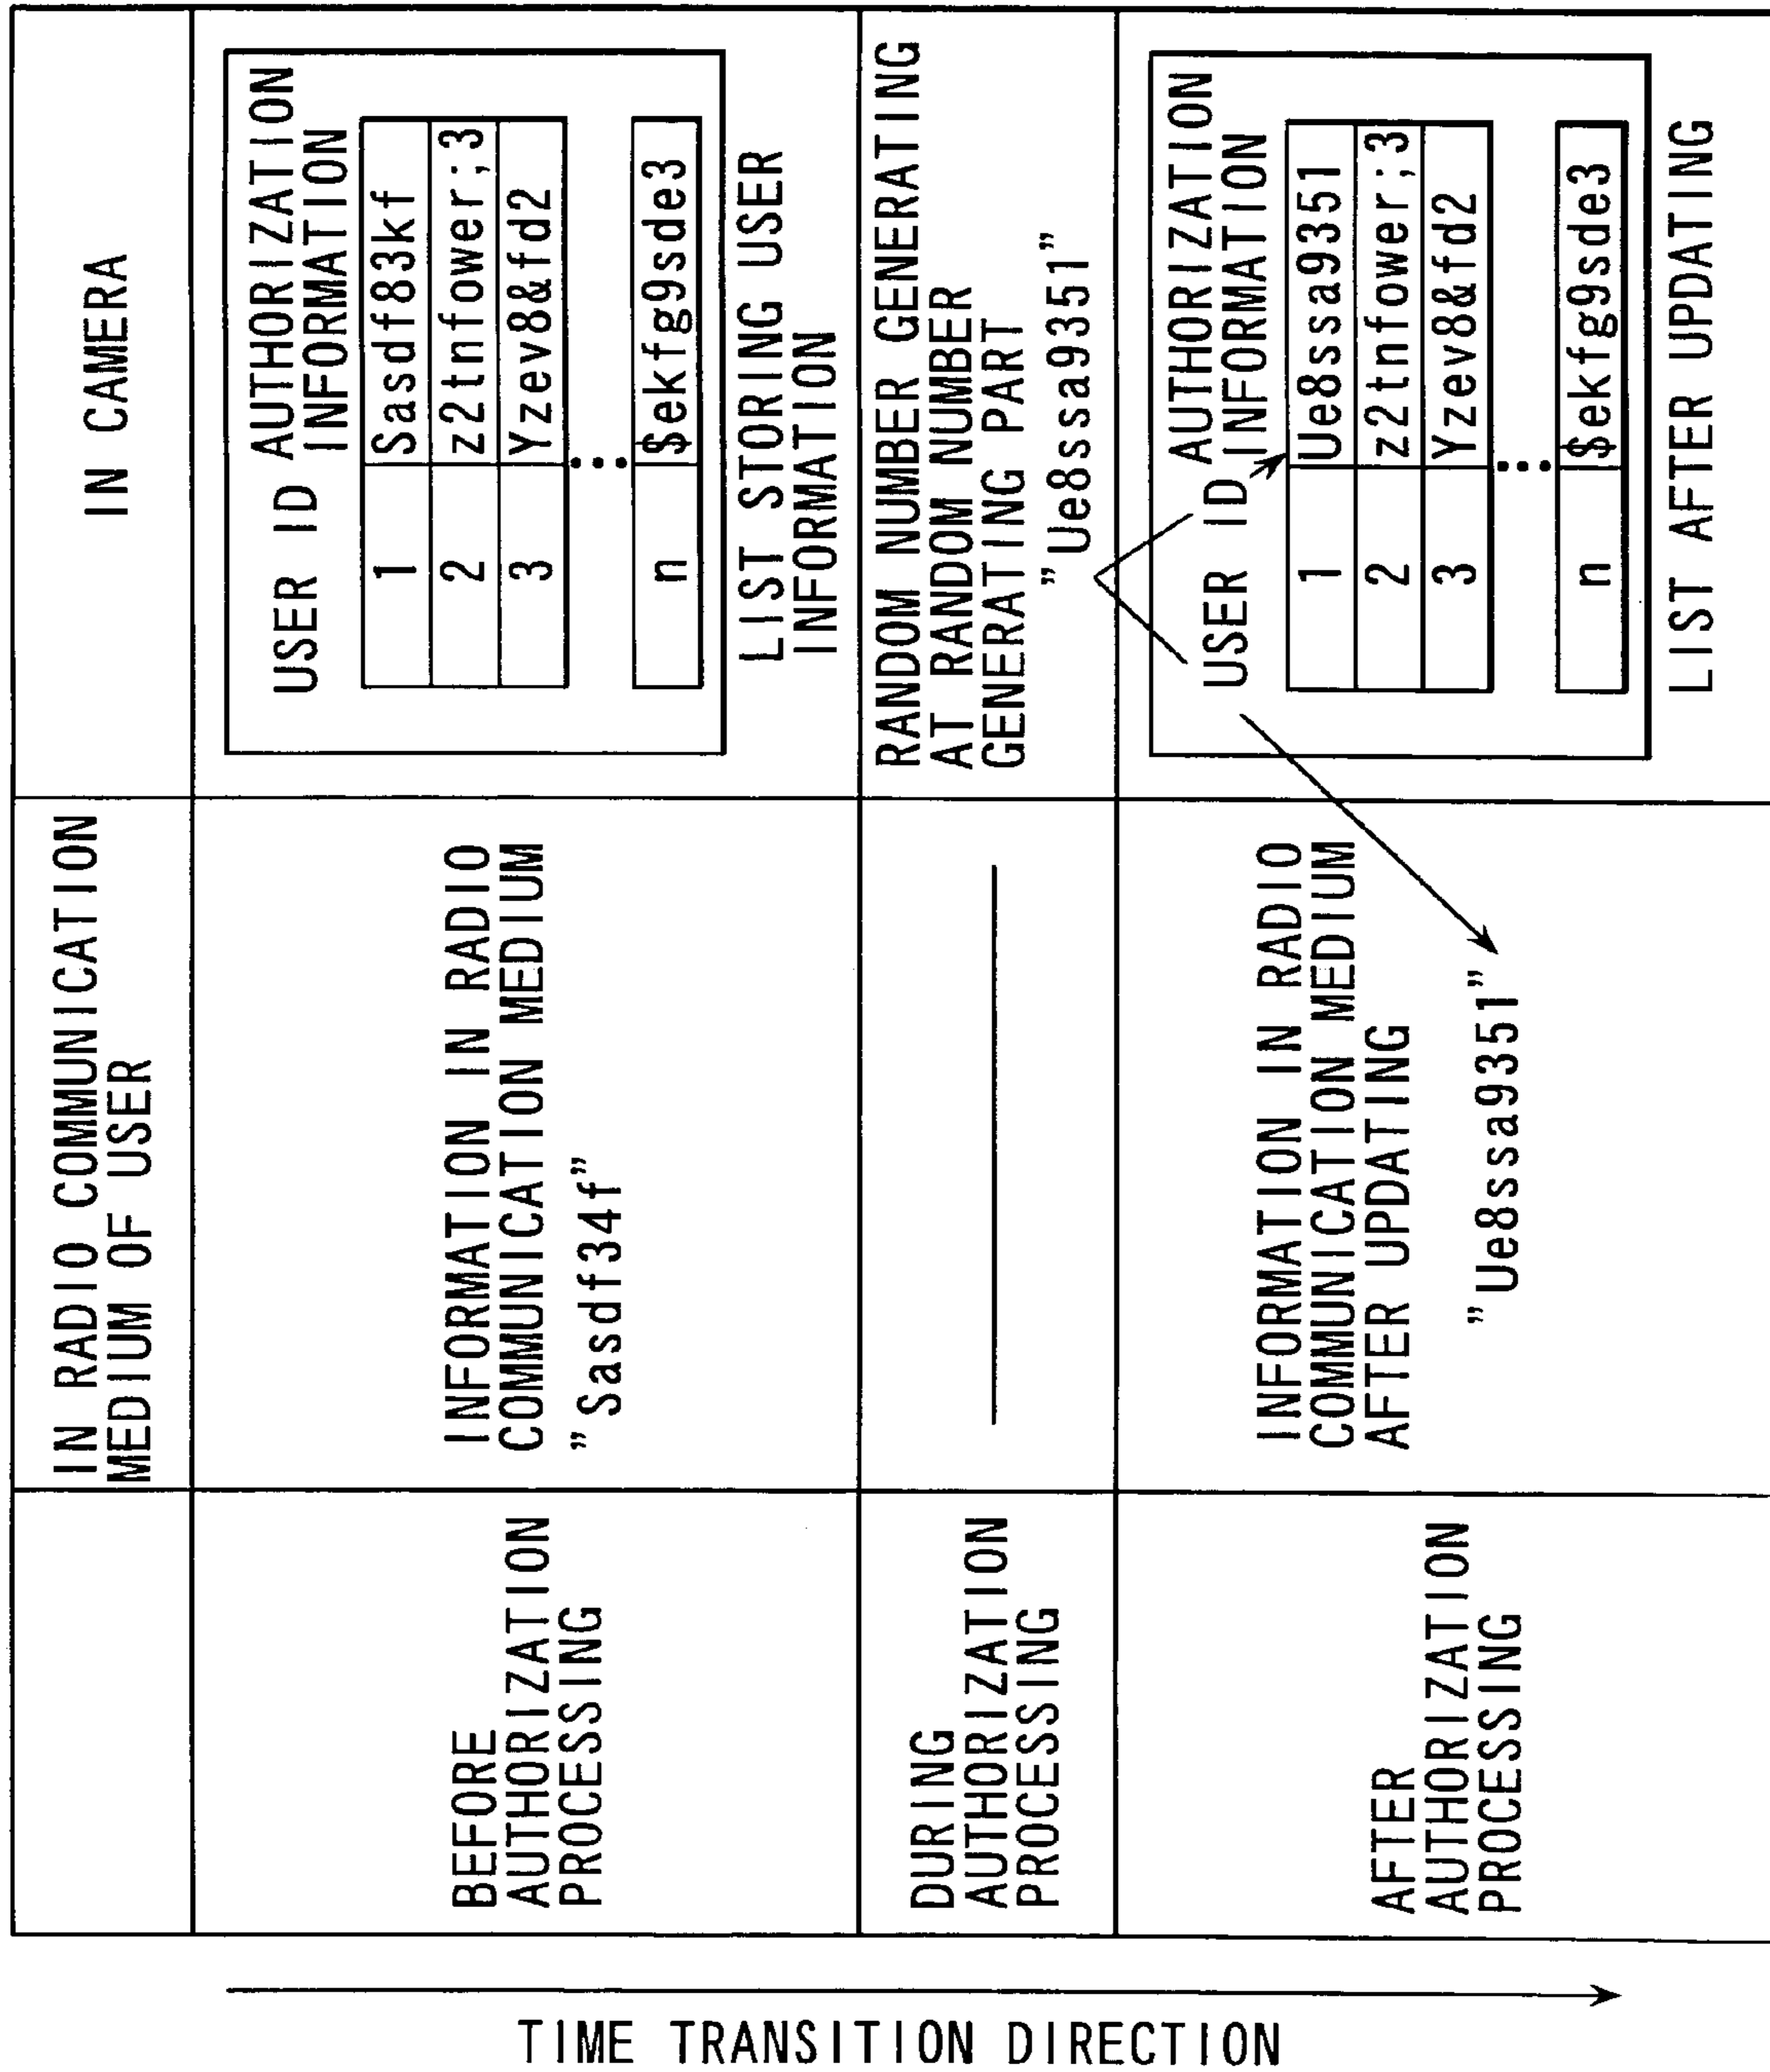 IN RADIO COMMUNICATION
MEDIUM OF USER
IN CAMERA
BEFORE
AUTHORIZATION
PROCESSING
INFORMATION IN RADIO
COMMUNICATION MEDIUM
"Sasdf34f"
USER ID
AUTHORIZATION
INFORMATION
1 Sasdf83kf
2 z2tnfower;3
3 Yzev8&fd2
n $ekfg9sde3
LIST STORING USER
INFORMATION
DURING
AUTHORIZATION
PROCESSING
RANDOM NUMBER GENERATING
AT RANDOM NUMBER
GENERATING PART
"Ue8ssa9351"
AFTER
AUTHORIZATION
PROCESSING
INFORMATION IN RADIO
COMMUNICATION MEDIUM
AFTER UPDATING
"Ue8ssa9351"
USER ID
AUTHORIZATION
INFORMATION
1 Ue8ssa9351
2 z2tnfower;3
3 Yzev8&fd2
n $ekfg9sde3
LIST AFTER UPDATING
TIME TRANSITION DIRECTION